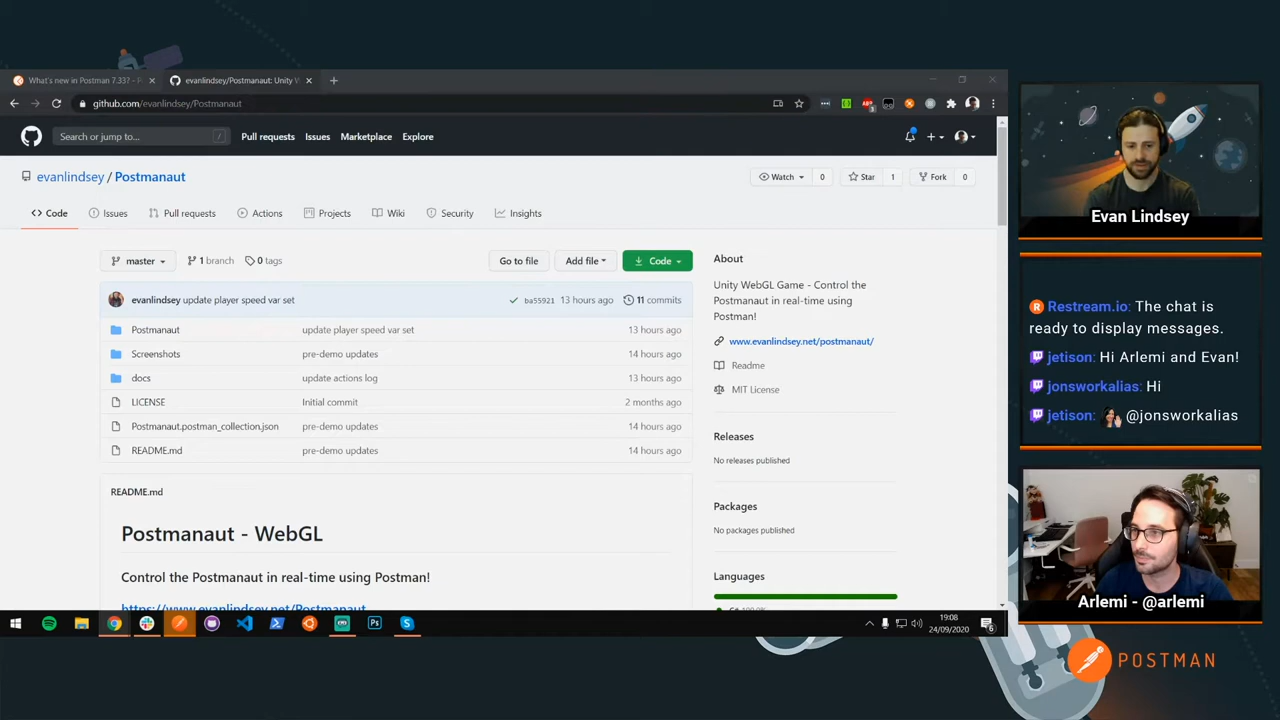 What's new in Postman 7.33? - P
evanlindsey/Postmanaut: Unity W
github.com/evanlindsey/Postmanaut
Search or jump to...
/
Pull requests
Issues
Marketplace
Explore
evanlindsey / Postmanaut
Watch
0
Star
1
Fork
0
Code
Issues
Pull requests
Actions
Projects
Wiki
Security
Insights
master
1 branch
0 tags
Go to file
Add file
Code
evanlindsey update player speed var set
ba55921
13 hours ago
11 commits
Postmanaut
update player speed var set
13 hours ago
Screenshots
pre-demo updates
14 hours ago
docs
update actions log
13 hours ago
LICENSE
Initial commit
2 months ago
Postmanaut.postman_collection.json
pre-demo updates
14 hours ago
README.md
pre-demo updates
14 hours ago
README.md
Postmanaut - WebGL
Control the Postmanaut in real-time using Postman!
https://www.evanlindsey.net/Postmanaut
About
Unity WebGL Game - Control the
Postmanaut in real-time using
Postman!
www.evanlindsey.net/postmanaut/
Readme
MIT License
Releases
No releases published
Packages
No packages published
Languages
19:08
24/09/2020
6
Evan Lindsey
Restream.io: The chat is
ready to display messages.
jetison: Hi Arlemi and Evan!
jonsworkalias: Hi
jetison: @jonsworkalias
Arlemi - @arlemi
POSTMAN